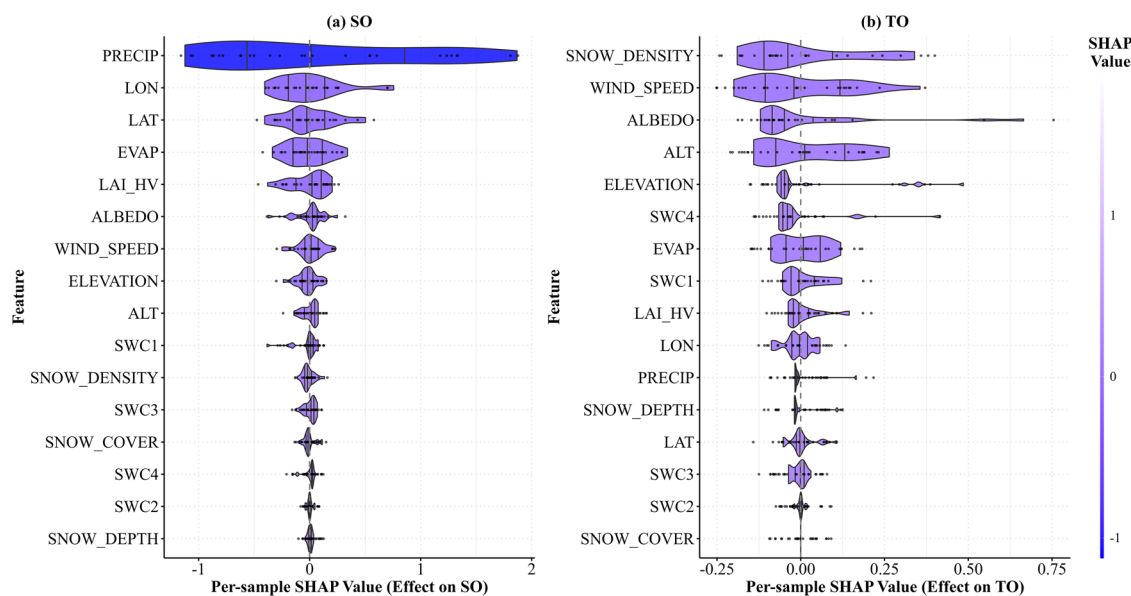 (a) SO
(b) TO
Feature
PRECIP
LON
LAT
EVAP
LAI_HV
ALBEDO
WIND_SPEED
ELEVATION
ALT
SWC1
SNOW_DENSITY
SWC3
SNOW_COVER
SWC4
SWC2
SNOW_DEPTH
-1
0
1
2
Per-sample SHAP Value (Effect on SO)
Feature
SNOW_DENSITY
WIND_SPEED
ALBEDO
ALT
ELEVATION
SWC4
EVAP
SWC1
LAI_HV
LON
PRECIP
SNOW_DEPTH
LAT
SWC3
SWC2
SNOW_COVER
-0.25
0.00
0.25
0.50
0.75
Per-sample SHAP Value (Effect on TO)
SHAP
Value
1
0
-1